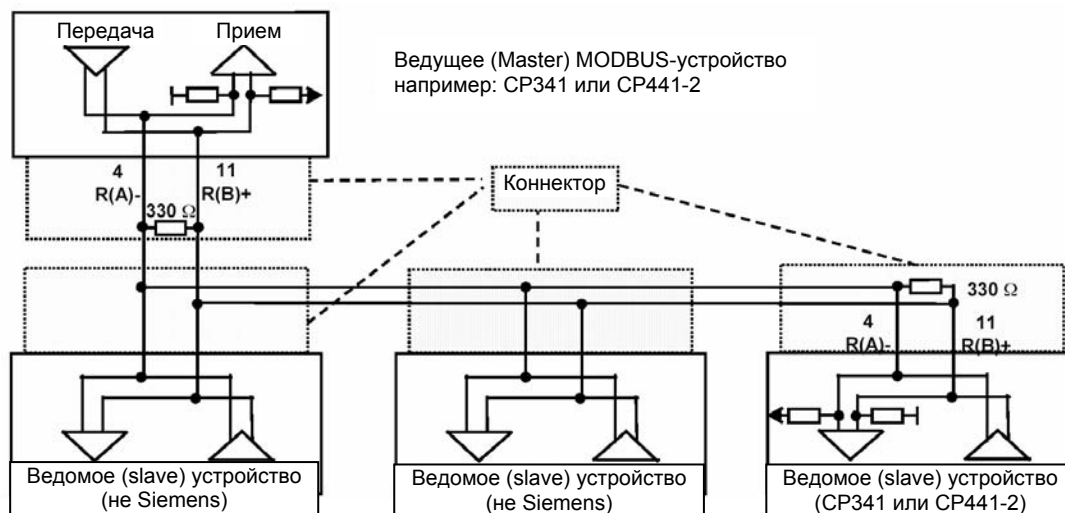 Передача
Прием
Ведущее (Master) MODBUS-устройство
например: CP341 или CP441-2
4
11
R(A)-
R(B)+
330 Ω
Коннектор
330 Ω
4
11
R(A)-
R(B)+
Ведомое (slave) устройство
(не Siemens)
Ведомое (slave) устройство
(не Siemens)
Ведомое (slave) устройство
(CP341 или CP441-2)